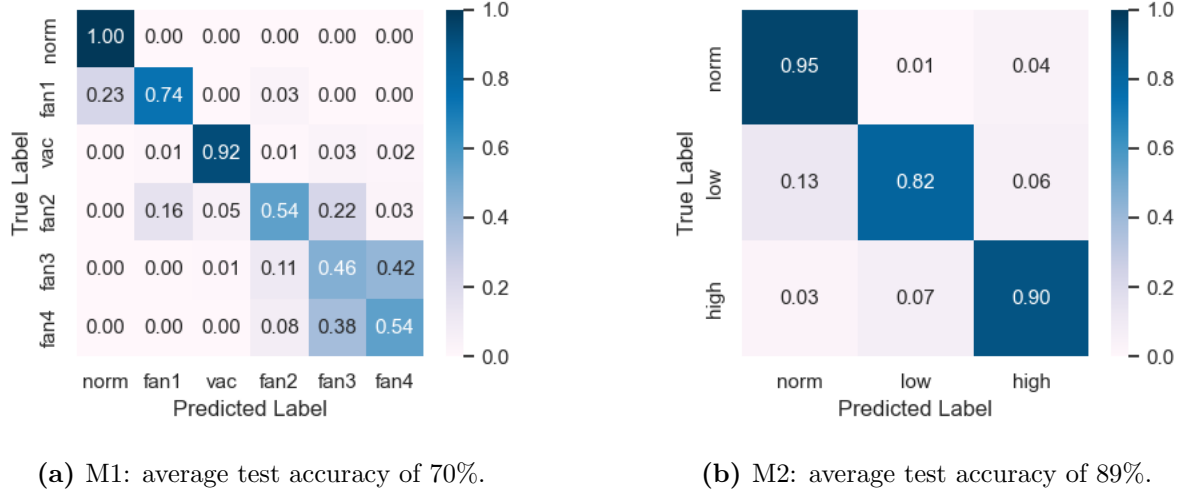 True Label
norm 1.00 0.00 0.00 0.00 0.00 0.00
fan1 0.23 0.74 0.00 0.03 0.00 0.00
vac 0.00 0.01 0.92 0.01 0.03 0.02
fan2 0.00 0.16 0.05 0.54 0.22 0.03
fan3 0.00 0.00 0.01 0.11 0.46 0.42
fan4 0.00 0.00 0.00 0.08 0.38 0.54
norm fan1 vac fan2 fan3 fan4
Predicted Label
1.0
0.8
0.6
0.4
0.2
0.0
(a) M1: average test accuracy of 70%.
True Label
norm 0.95 0.01 0.04
low 0.13 0.82 0.06
high 0.03 0.07 0.90
norm low high
Predicted Label
1.0
0.8
0.6
0.4
0.2
0.0
(b) M2: average test accuracy of 89%.